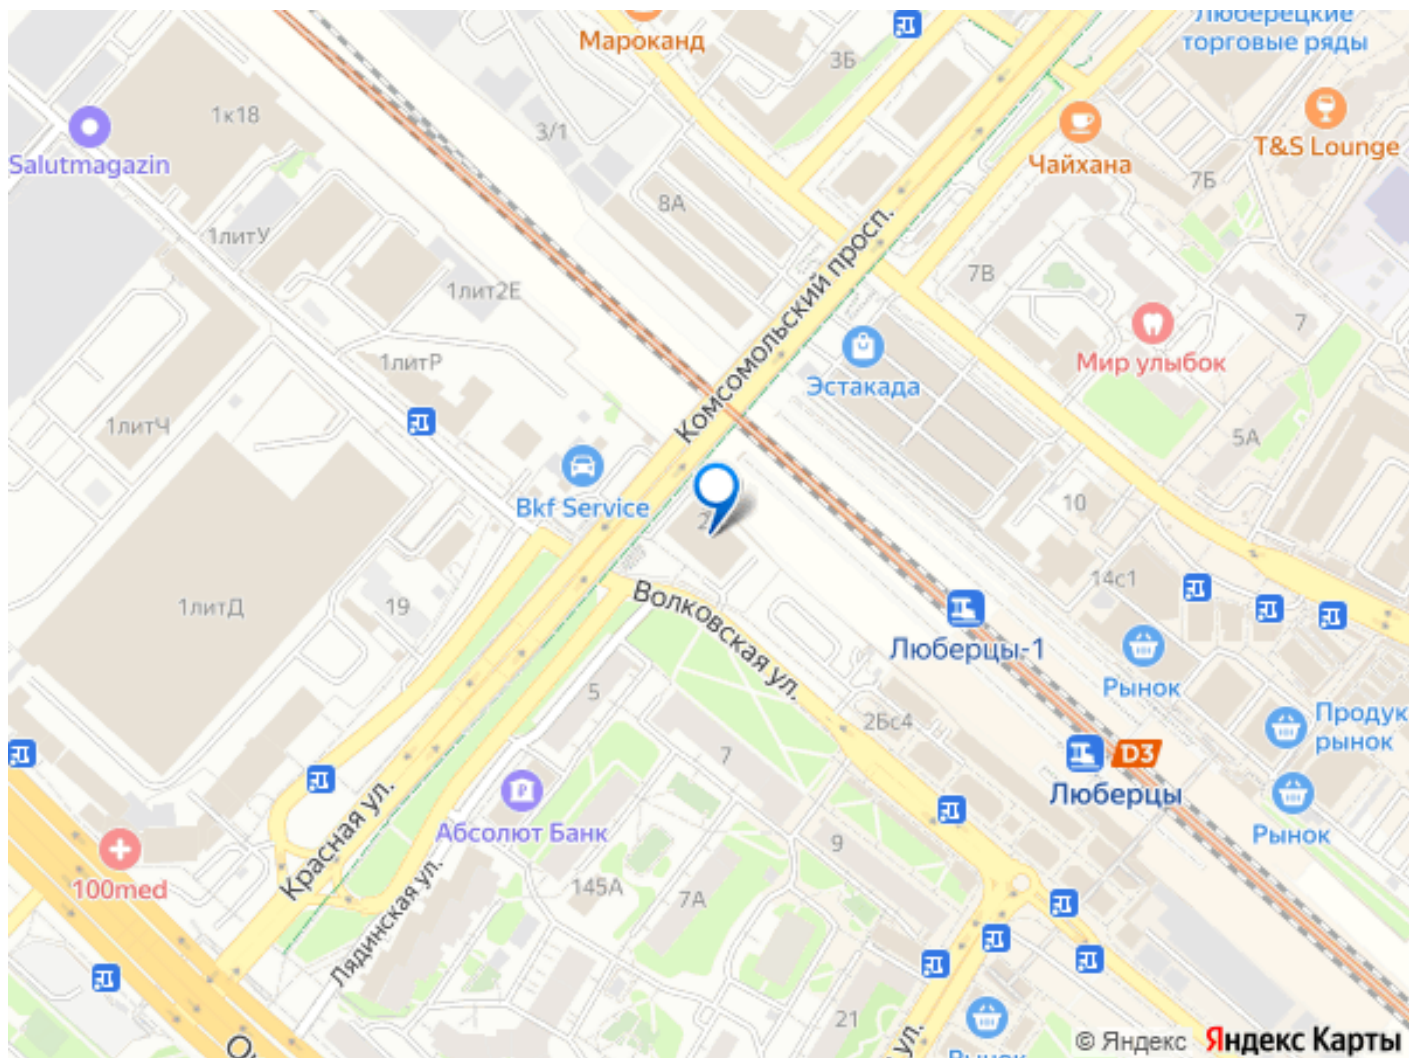 Люберецкие
торговые ряды
Мароканд
3Б
1к18
3/1
Чайхана
T&S Lounge
Salutmagazin
7Б
8А
1литУ
Комсомольский просп.
7В
1лит2Е
7
Мир улыбок
1литР
Эстакада
1литЧ
5А
Bkf Service
10
14с1
1литД
19
Волковская ул.
Люберцы-1
Рынок
5
2Бс4
Продук
рынок
7
D3
Люберцы
Абсолют Банк
Рынок
Красная ул.
9
100med
145А
7А
Лядинская ул.
21
ул.
Рынок
© Яндекс Яндекс Карты